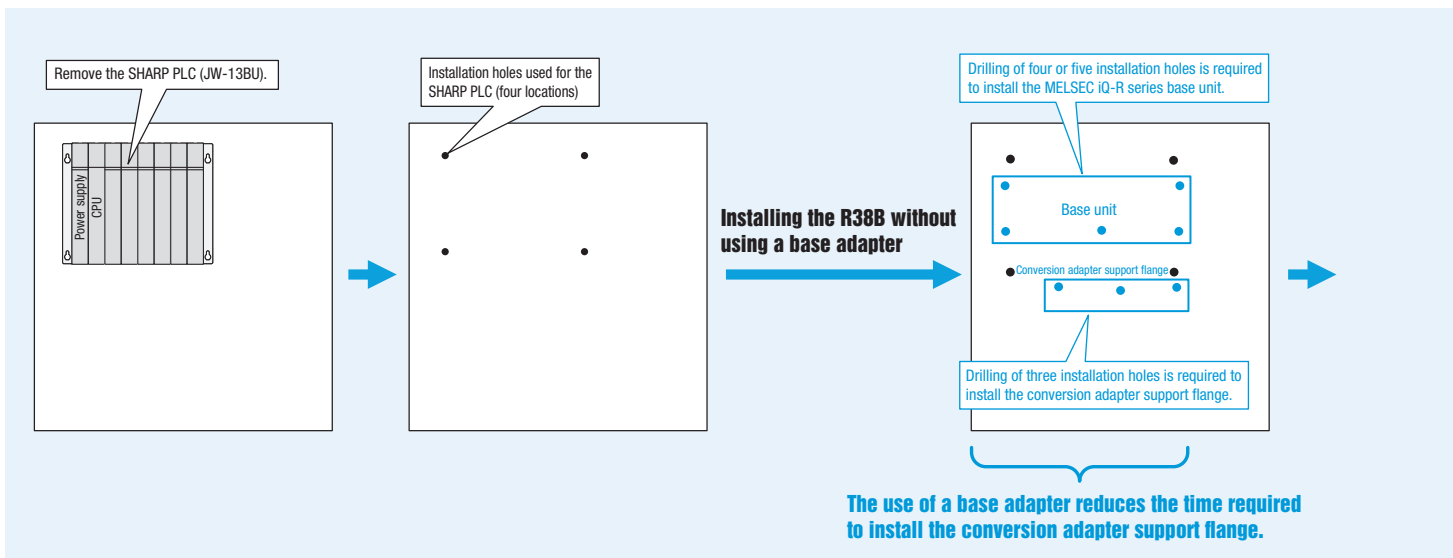 Remove the SHARP PLC (JW-13BU).
Power supply
CPU
Installation holes used for the
SHARP PLC (four locations)
Installing the R38B without
using a base adapter
Drilling of four or five installation holes is required
to install the MELSEC iQ-R series base unit.
Base unit
Conversion adapter support flange
Drilling of three installation holes is required to
install the conversion adapter support flange.
The use of a base adapter reduces the time required
to install the conversion adapter support flange.